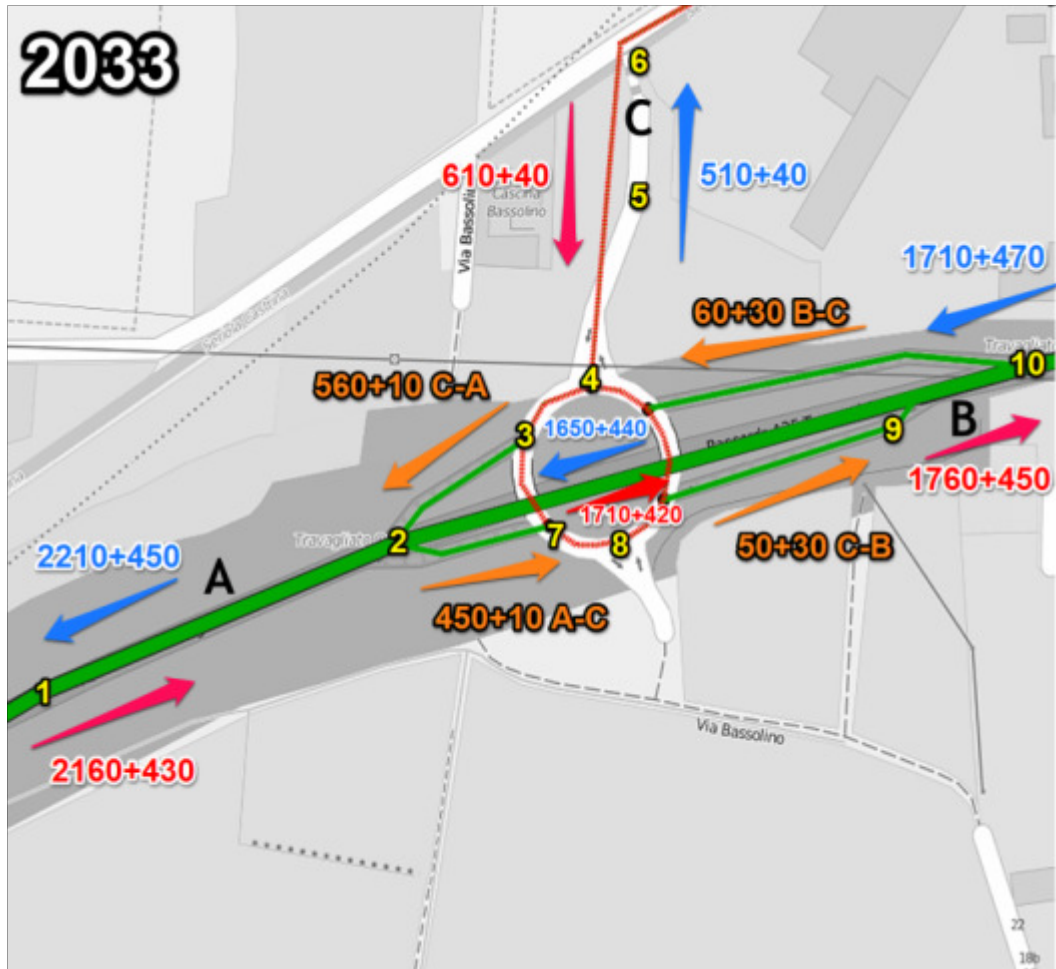 2033
6
C
610+40
510+40
Cascina
Bassolino
5
Via Bassolino
1710+470
60+30 B-C
Travagliato
10
4
560+10 C-A
1650+440
3
B
9
1760+450
1710+420
Travagliato
2
7
8
50+30 C-B
2210+450
A
450+10 A-C
1
2160+430
Via Bassolino
22
18b